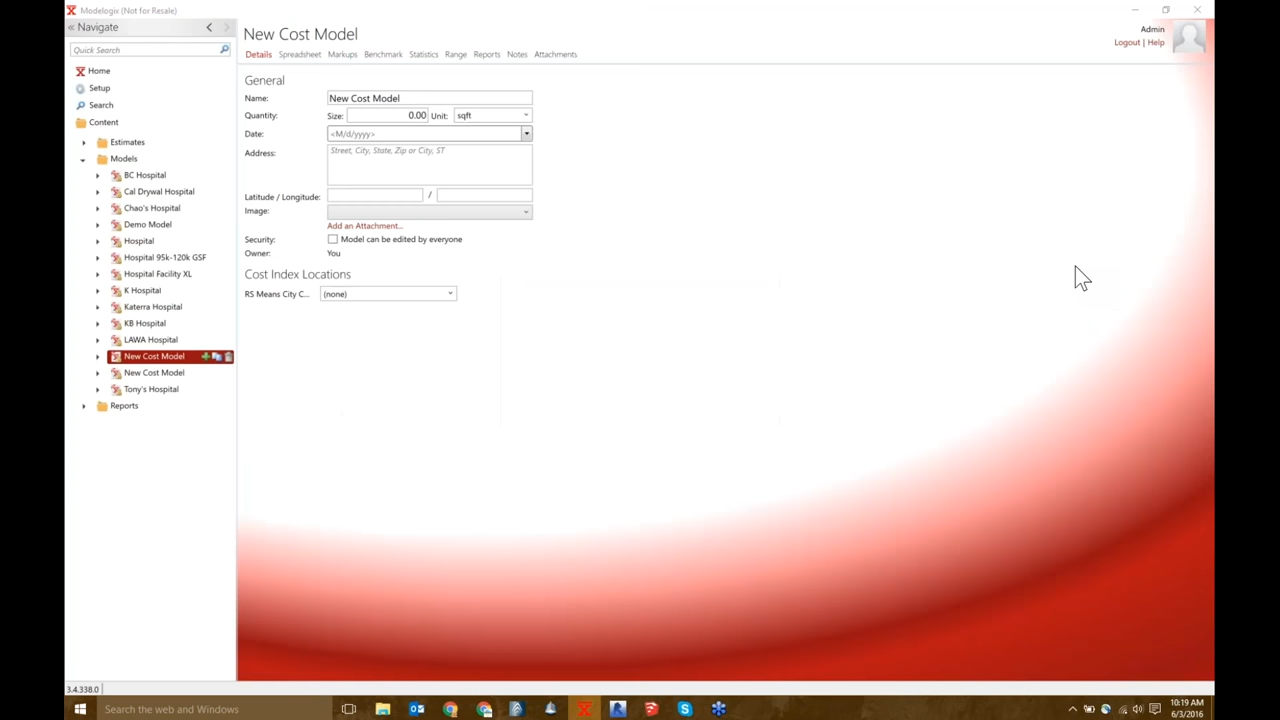 Modelogix (Not for Resale)
« Navigate
Quick Search
Home
Setup
Search
Content
Estimates
Models
BC Hospital
Cal Drywal Hospital
Chao's Hospital
Demo Model
Hospital
Hospital 95k-120k GSF
Hospital Facility XL
K Hospital
Katerra Hospital
KB Hospital
LAWA Hospital
New Cost Model
New Cost Model
Tony's Hospital
Reports
New Cost Model
Admin
Logout | Help
Details Spreadsheet Markups Benchmark Statistics Range Reports Notes Attachments
General
Name: New Cost Model
Quantity: Size: 0.00 Unit: sqft
Date: <M/d/yyyy>
Address: Street, City, State, Zip or City, ST
Latitude / Longitude: /
Image:
Add an Attachment...
Security: Model can be edited by everyone
Owner: You
Cost Index Locations
RS Means City C... (none)
3.4.338.0
Search the web and Windows
10:19 AM
6/3/2016